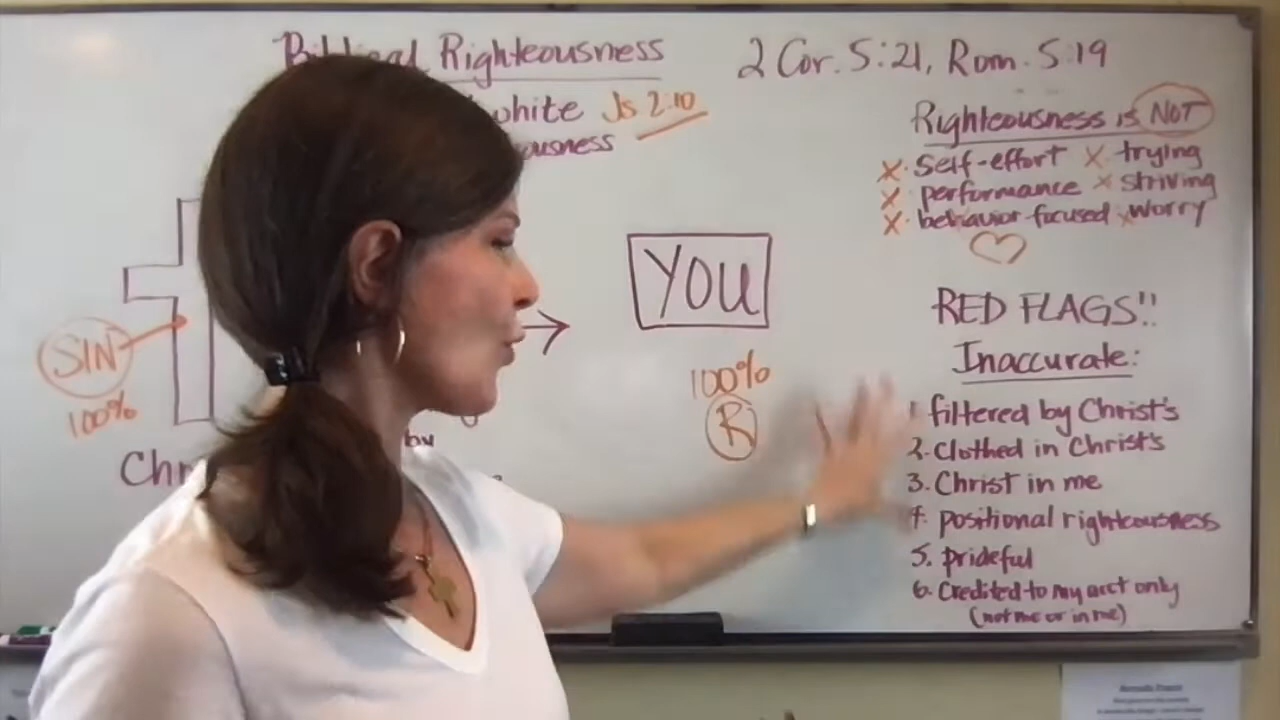 Biblical Righteousness
2 Cor. 5:21, Rom. 5:19
white Js 2:10
Righteousness is NOT
X. Self-effort X trying
X. performance X striving
X. behavior-focused X worry
YOU
SIN
100%
100%
R
by
RED FLAGS!!
Inaccurate:
1. filtered by Christ's
2. Clothed in Christ's
3. Christ in me
4. positional righteousness
5. prideful
6. Credited to my acct only
(not me or in me)